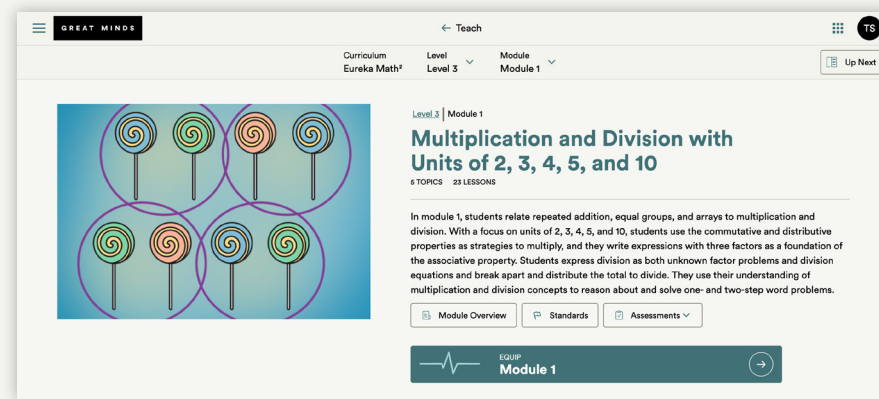 GREAT MINDS
← Teach
TS
Curriculum
Eureka Math²
Level
Level 3
Module
Module 1
Up Next
Level 3 | Module 1
Multiplication and Division with
Units of 2, 3, 4, 5, and 10
5 TOPICS 23 LESSONS
In module 1, students relate repeated addition, equal groups, and arrays to multiplication and
division. With a focus on units of 2, 3, 4, 5, and 10, students use the commutative and distributive
properties as strategies to multiply, and they write expressions with three factors as a foundation of
the associative property. Students express division as both unknown factor problems and division
equations and break apart and distribute the total to divide. They use their understanding of
multiplication and division concepts to reason about and solve one- and two-step word problems.
Module Overview
Standards
Assessments
EQUIP
Module 1